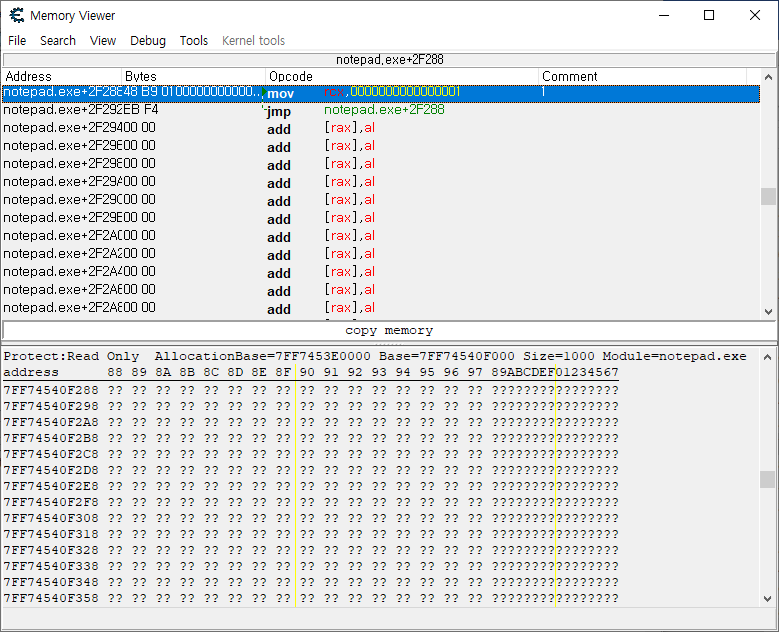 Memory Viewer
File Search View Debug Tools Kernel tools
notepad.exe+2F288
Address Bytes Opcode Comment
notepad.exe+2F288 48 B9 0100000000000... mov rcx,0000000000000001 1
notepad.exe+2F292 EB F4 jmp notepad.exe+2F288
notepad.exe+2F294 00 00 add [rax],al
notepad.exe+2F296 00 00 add [rax],al
notepad.exe+2F298 00 00 add [rax],al
notepad.exe+2F29A 00 00 add [rax],al
notepad.exe+2F29C 00 00 add [rax],al
notepad.exe+2F29E 00 00 add [rax],al
notepad.exe+2F2A0 00 00 add [rax],al
notepad.exe+2F2A2 00 00 add [rax],al
notepad.exe+2F2A4 00 00 add [rax],al
notepad.exe+2F2A6 00 00 add [rax],al
notepad.exe+2F2A8 00 00 add [rax],al
copy memory
Protect:Read Only AllocationBase=7FF7453E0000 Base=7FF74540F000 Size=1000 Module=notepad.exe
address 88 89 8A 8B 8C 8D 8E 8F 90 91 92 93 94 95 96 97 89ABCDEF01234567
7FF74540F288 ?? ?? ?? ?? ?? ?? ?? ?? ?? ?? ?? ?? ?? ?? ?? ?? ????????????????
7FF74540F298 ?? ?? ?? ?? ?? ?? ?? ?? ?? ?? ?? ?? ?? ?? ?? ?? ????????????????
7FF74540F2A8 ?? ?? ?? ?? ?? ?? ?? ?? ?? ?? ?? ?? ?? ?? ?? ?? ????????????????
7FF74540F2B8 ?? ?? ?? ?? ?? ?? ?? ?? ?? ?? ?? ?? ?? ?? ?? ?? ????????????????
7FF74540F2C8 ?? ?? ?? ?? ?? ?? ?? ?? ?? ?? ?? ?? ?? ?? ?? ?? ????????????????
7FF74540F2D8 ?? ?? ?? ?? ?? ?? ?? ?? ?? ?? ?? ?? ?? ?? ?? ?? ????????????????
7FF74540F2E8 ?? ?? ?? ?? ?? ?? ?? ?? ?? ?? ?? ?? ?? ?? ?? ?? ????????????????
7FF74540F2F8 ?? ?? ?? ?? ?? ?? ?? ?? ?? ?? ?? ?? ?? ?? ?? ?? ????????????????
7FF74540F308 ?? ?? ?? ?? ?? ?? ?? ?? ?? ?? ?? ?? ?? ?? ?? ?? ????????????????
7FF74540F318 ?? ?? ?? ?? ?? ?? ?? ?? ?? ?? ?? ?? ?? ?? ?? ?? ????????????????
7FF74540F328 ?? ?? ?? ?? ?? ?? ?? ?? ?? ?? ?? ?? ?? ?? ?? ?? ????????????????
7FF74540F338 ?? ?? ?? ?? ?? ?? ?? ?? ?? ?? ?? ?? ?? ?? ?? ?? ????????????????
7FF74540F348 ?? ?? ?? ?? ?? ?? ?? ?? ?? ?? ?? ?? ?? ?? ?? ?? ????????????????
7FF74540F358 ?? ?? ?? ?? ?? ?? ?? ?? ?? ?? ?? ?? ?? ?? ?? ?? ????????????????